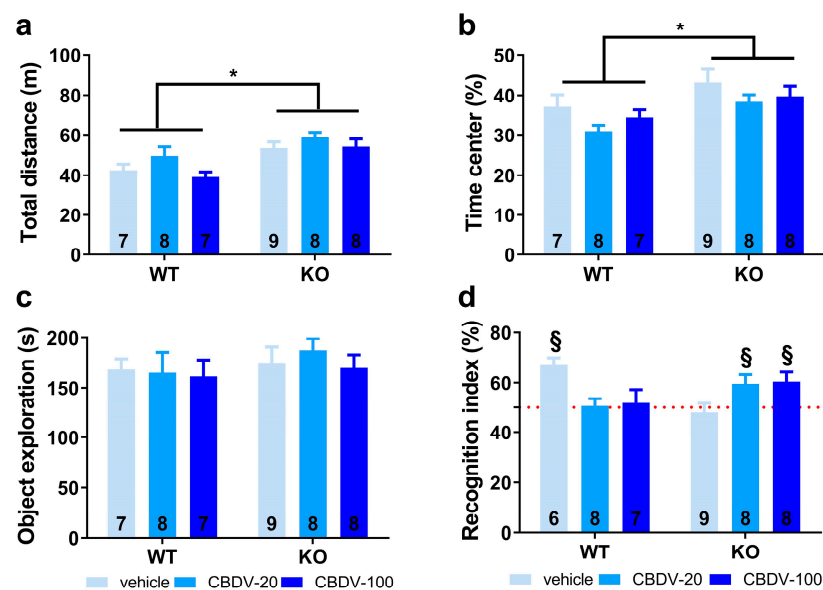 a
Total distance (m)
100
80
60
40
20
0
*
7 8 7 9 8 8
WT KO
b
Time center (%)
50
40
30
20
10
0
*
7 8 7 9 8 8
WT KO
c
Object exploration (s)
200
150
100
50
0
7 8 7 9 8 8
WT KO
vehicle CBDV-20 CBDV-100
d
Recognition index (%)
80
60
40
20
0
§ § §
6 8 7 9 8 8
WT KO
vehicle CBDV-20 CBDV-100